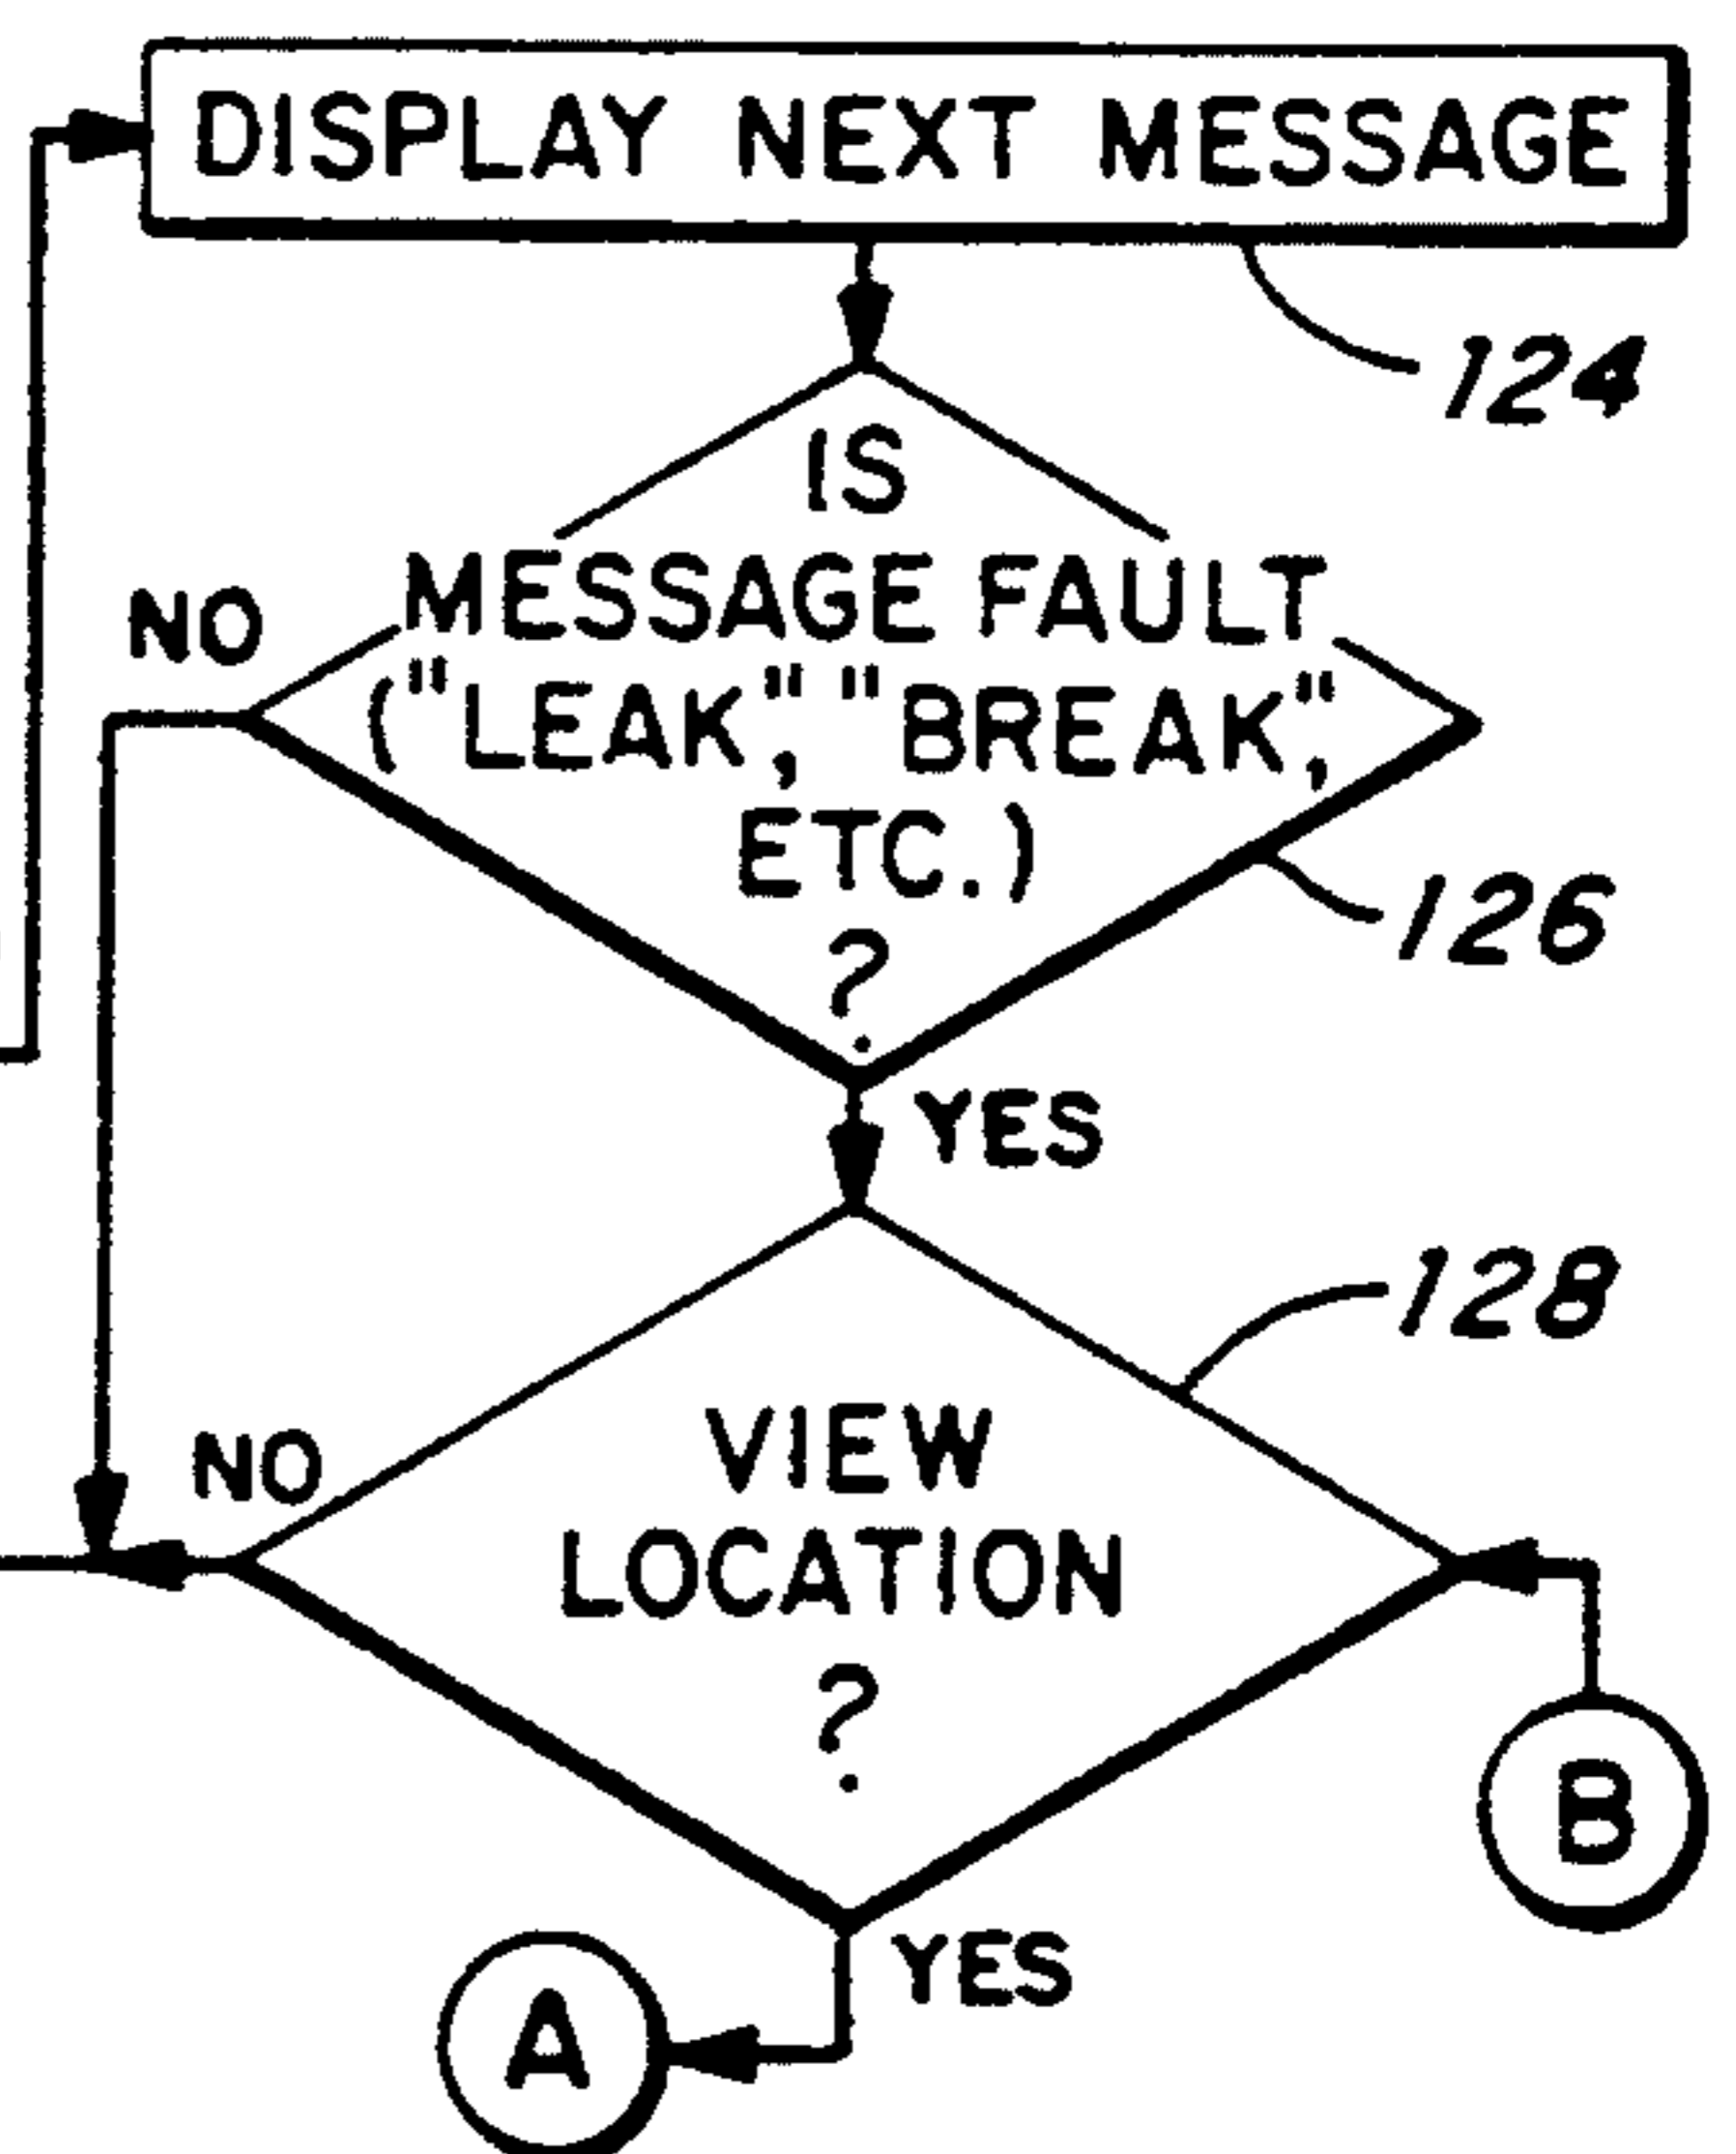 DISPLAY NEXT MESSAGE
124
IS
MESSAGE FAULT
NO
("LEAK," "BREAK,"
ETC.)
?
126
YES
128
NO
VIEW
LOCATION
?
B
YES
A